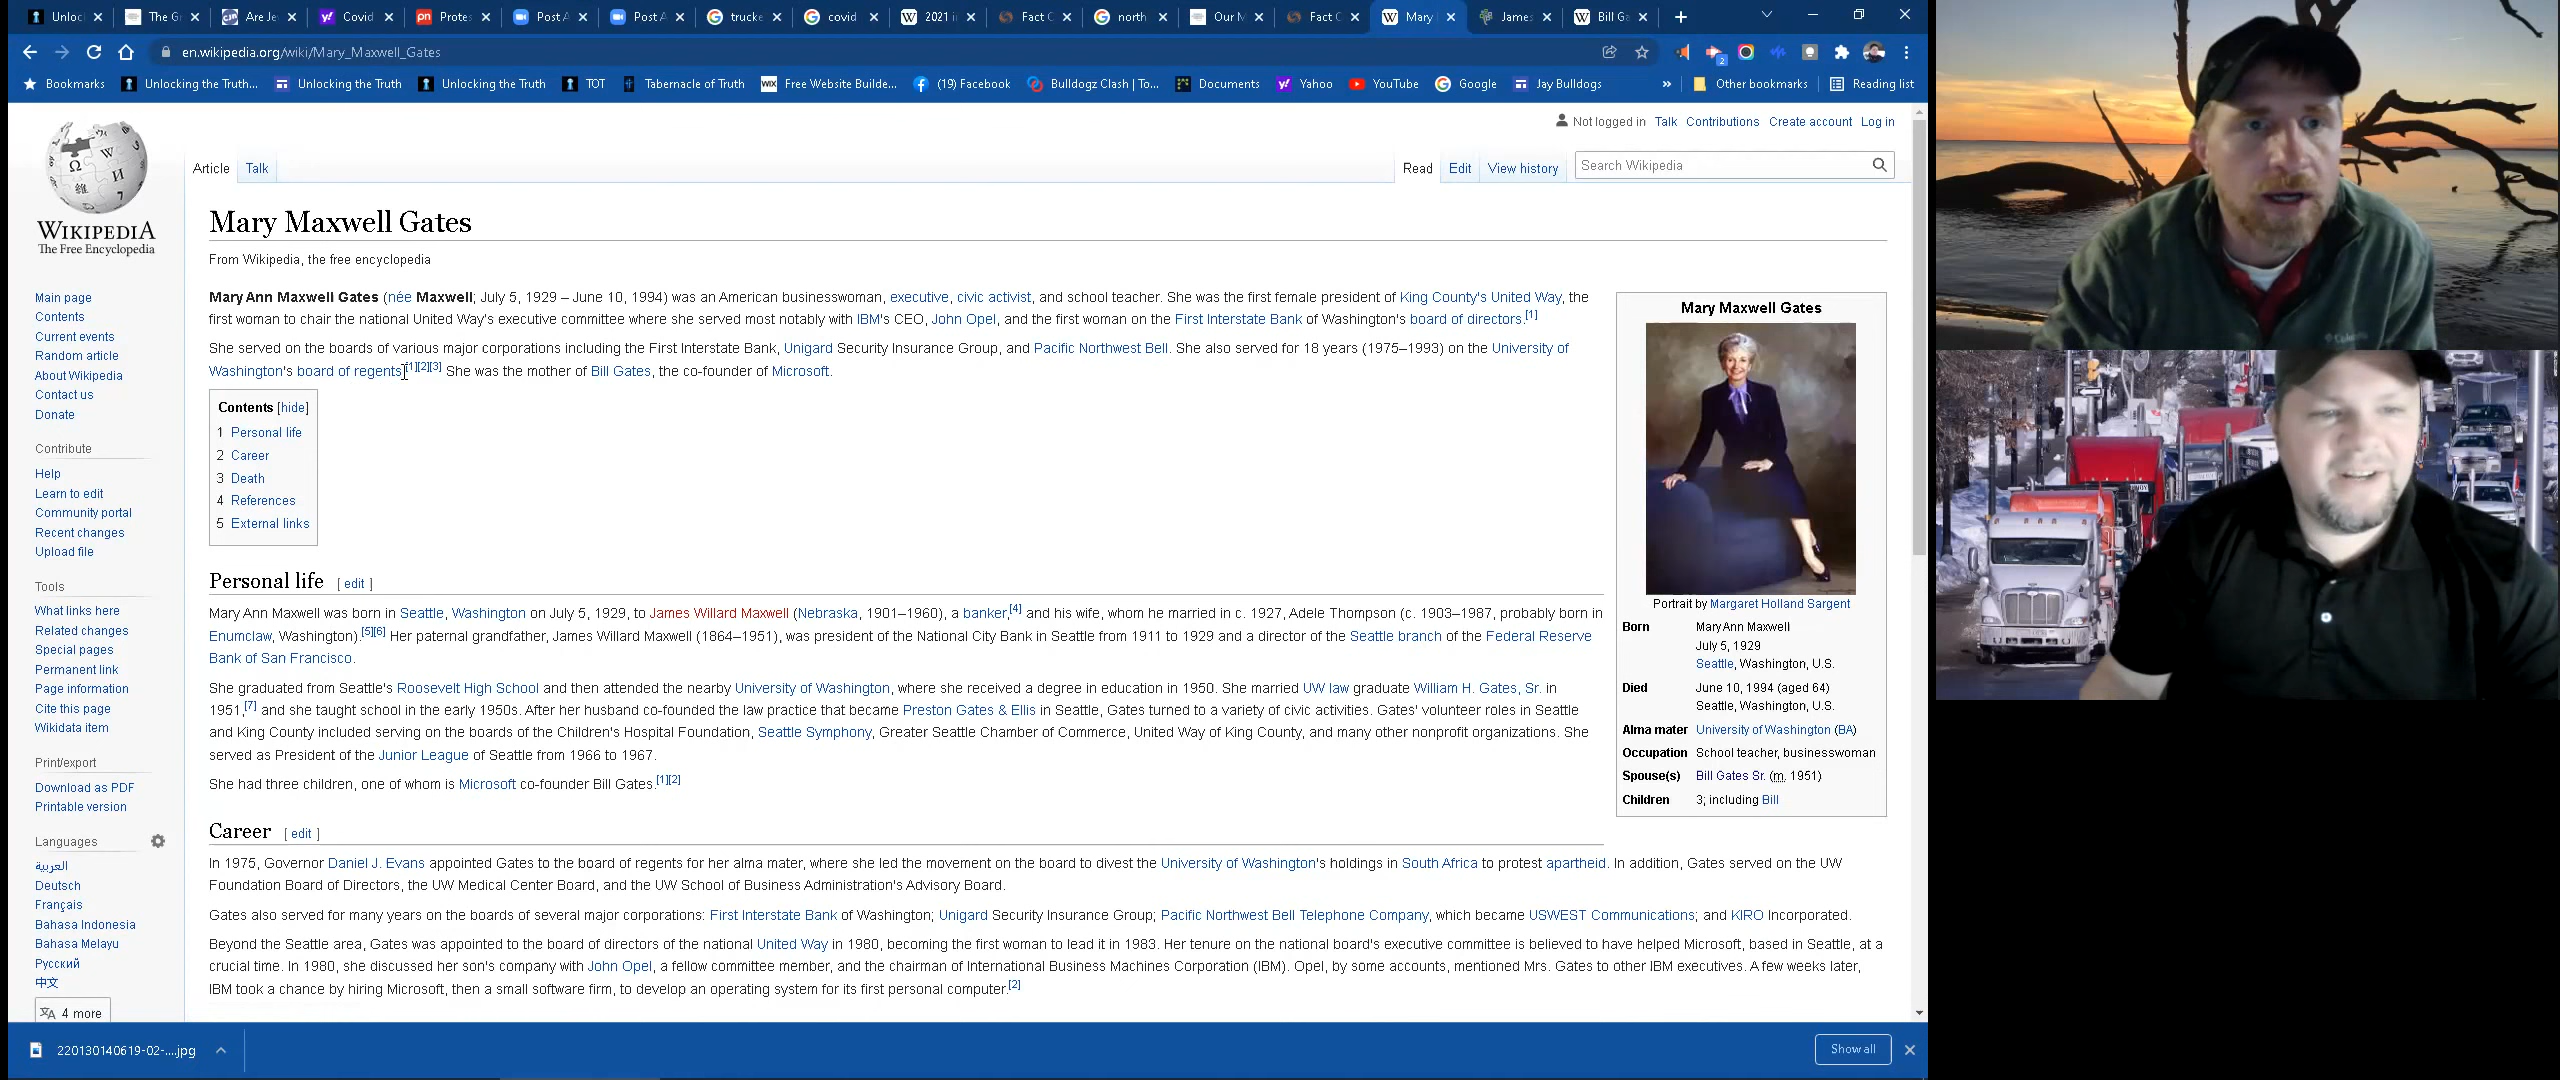 Unloc
The G
Are Je
Covid
Protes
Post A
Post A
trucke
covid
2021 i
Fact C
north
Our M
Fact C
Mary
James
Bill Ga
en.wikipedia.org/wiki/Mary_Maxwell_Gates
2
Bookmarks
Unlocking the Truth...
Unlocking the Truth
Unlocking the Truth
TOT
Tabernacle of Truth
WIX
Free Website Builde...
(19) Facebook
Bulldogz Clash | To...
Documents
Yahoo
YouTube
Google
Jay Bulldogs
»
Other bookmarks
Reading list
Not logged in Talk Contributions Create account Log in
Article Talk
Read Edit View history
Search Wikipedia
WIKIPEDIA
The Free Encyclopedia
Main page
Contents
Current events
Random article
About Wikipedia
Contact us
Donate
Contribute
Help
Learn to edit
Community portal
Recent changes
Upload file
Tools
What links here
Related changes
Special pages
Permanent link
Page information
Cite this page
Wikidata item
Print/export
Download as PDF
Printable version
Languages
العربية
Deutsch
Français
Bahasa Indonesia
Bahasa Melayu
Русский
中文
4 more
Mary Maxwell Gates
From Wikipedia, the free encyclopedia
Mary Ann Maxwell Gates (née Maxwell; July 5, 1929 – June 10, 1994) was an American businesswoman, executive, civic activist, and school teacher. She was the first female president of King County's United Way, the
first woman to chair the national United Way's executive committee where she served most notably with IBM's CEO, John Opel, and the first woman on the First Interstate Bank of Washington's board of directors.[1]
She served on the boards of various major corporations including the First Interstate Bank, Unigard Security Insurance Group, and Pacific Northwest Bell. She also served for 18 years (1975–1993) on the University of
Washington's board of regents.[1][2][3] She was the mother of Bill Gates, the co-founder of Microsoft.
Contents [hide]
1 Personal life
2 Career
3 Death
4 References
5 External links
Personal life [ edit ]
Mary Ann Maxwell was born in Seattle, Washington on July 5, 1929, to James Willard Maxwell (Nebraska, 1901–1960), a banker,[4] and his wife, whom he married in c. 1927, Adele Thompson (c. 1903–1987, probably born in
Enumclaw, Washington).[5][6] Her paternal grandfather, James Willard Maxwell (1864–1951), was president of the National City Bank in Seattle from 1911 to 1929 and a director of the Seattle branch of the Federal Reserve
Bank of San Francisco.
She graduated from Seattle's Roosevelt High School and then attended the nearby University of Washington, where she received a degree in education in 1950. She married UW law graduate William H. Gates, Sr. in
1951,[7] and she taught school in the early 1950s. After her husband co-founded the law practice that became Preston Gates & Ellis in Seattle, Gates turned to a variety of civic activities. Gates' volunteer roles in Seattle
and King County included serving on the boards of the Children's Hospital Foundation, Seattle Symphony, Greater Seattle Chamber of Commerce, United Way of King County, and many other nonprofit organizations. She
served as President of the Junior League of Seattle from 1966 to 1967.
She had three children, one of whom is Microsoft co-founder Bill Gates.[1][2]
Career [ edit ]
In 1975, Governor Daniel J. Evans appointed Gates to the board of regents for her alma mater, where she led the movement on the board to divest the University of Washington's holdings in South Africa to protest apartheid. In addition, Gates served on the UW
Foundation Board of Directors, the UW Medical Center Board, and the UW School of Business Administration's Advisory Board.
Gates also served for many years on the boards of several major corporations: First Interstate Bank of Washington; Unigard Security Insurance Group; Pacific Northwest Bell Telephone Company, which became USWEST Communications; and KIRO Incorporated.
Beyond the Seattle area, Gates was appointed to the board of directors of the national United Way in 1980, becoming the first woman to lead it in 1983. Her tenure on the national board's executive committee is believed to have helped Microsoft, based in Seattle, at a
crucial time. In 1980, she discussed her son's company with John Opel, a fellow committee member, and the chairman of International Business Machines Corporation (IBM). Opel, by some accounts, mentioned Mrs. Gates to other IBM executives. A few weeks later,
IBM took a chance by hiring Microsoft, then a small software firm, to develop an operating system for its first personal computer.[2]
Mary Maxwell Gates
Portrait by Margaret Holland Sargent
Born Mary Ann Maxwell
July 5, 1929
Seattle, Washington, U.S.
Died June 10, 1994 (aged 64)
Seattle, Washington, U.S.
Alma mater University of Washington (BA)
Occupation School teacher, businesswoman
Spouse(s) Bill Gates Sr. (m. 1951)
Children 3; including Bill
220130140619-02-....jpg
Show all